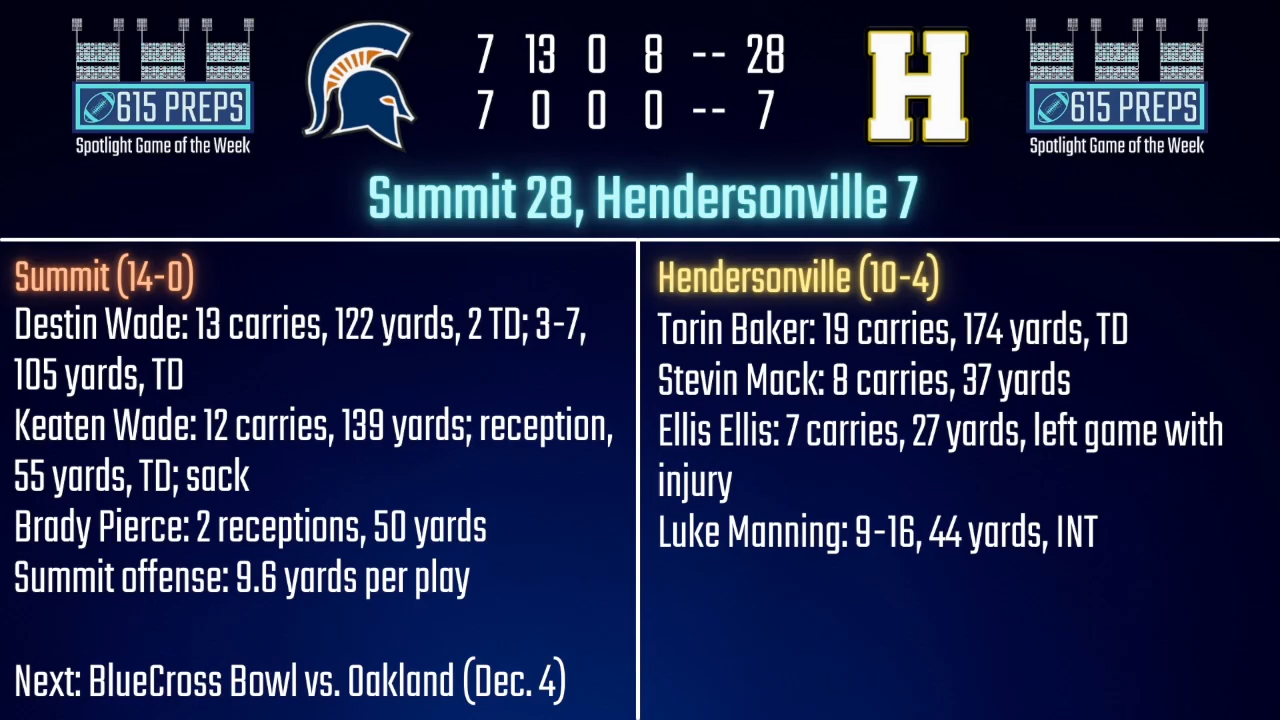 615 PREPS
Spotlight Game of the Week
7 13 0 8 -- 28
7 0 0 0 -- 7
H
615 PREPS
Spotlight Game of the Week
Summit 28, Hendersonville 7
Summit (14-0)
Destin Wade: 13 carries, 122 yards, 2 TD; 3-7,
105 yards, TD
Keaten Wade: 12 carries, 139 yards; reception,
55 yards, TD; sack
Brady Pierce: 2 receptions, 50 yards
Summit offense: 9.6 yards per play
Next: BlueCross Bowl vs. Oakland (Dec. 4)
Hendersonville (10-4)
Torin Baker: 19 carries, 174 yards, TD
Stevin Mack: 8 carries, 37 yards
Ellis Ellis: 7 carries, 27 yards, left game with
injury
Luke Manning: 9-16, 44 yards, INT